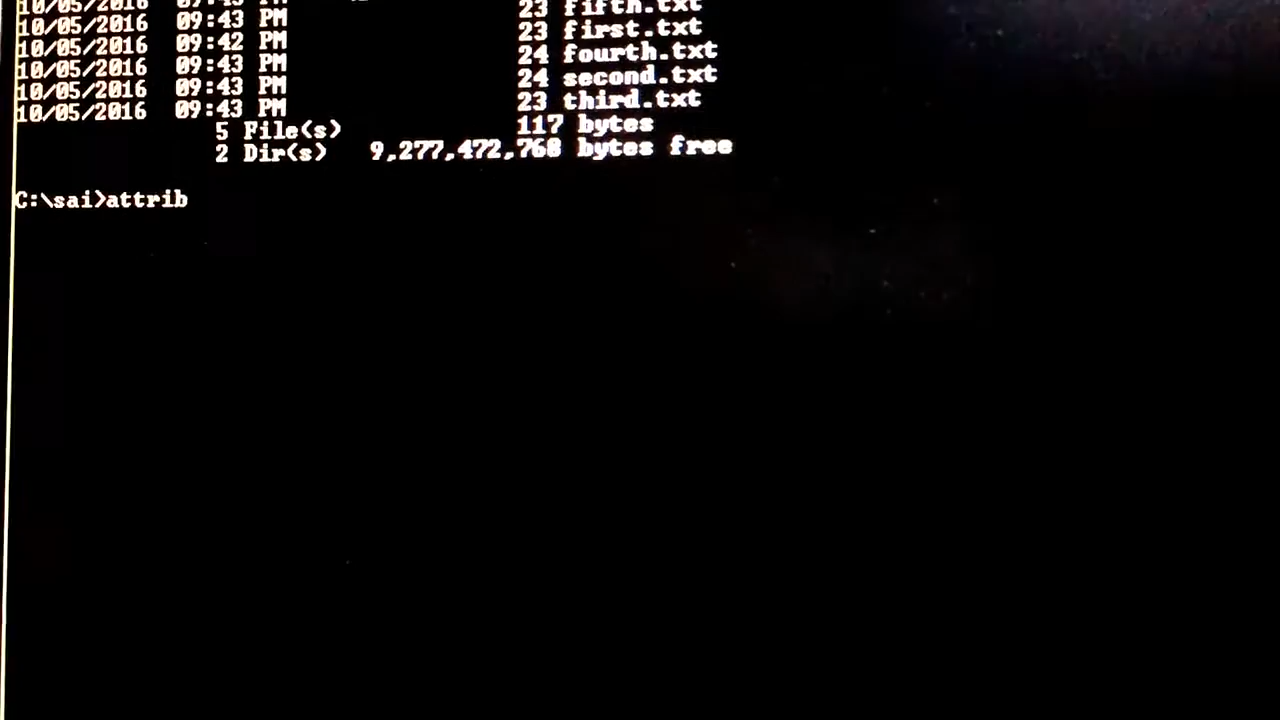 10/05/2016 09:43 PM 23 fifth.txt
10/05/2016 09:43 PM 23 first.txt
10/05/2016 09:42 PM 24 fourth.txt
10/05/2016 09:43 PM 24 second.txt
10/05/2016 09:43 PM 23 third.txt
5 File(s) 117 bytes
2 Dir(s) 9,277,472,768 bytes free
C:\sai>attrib